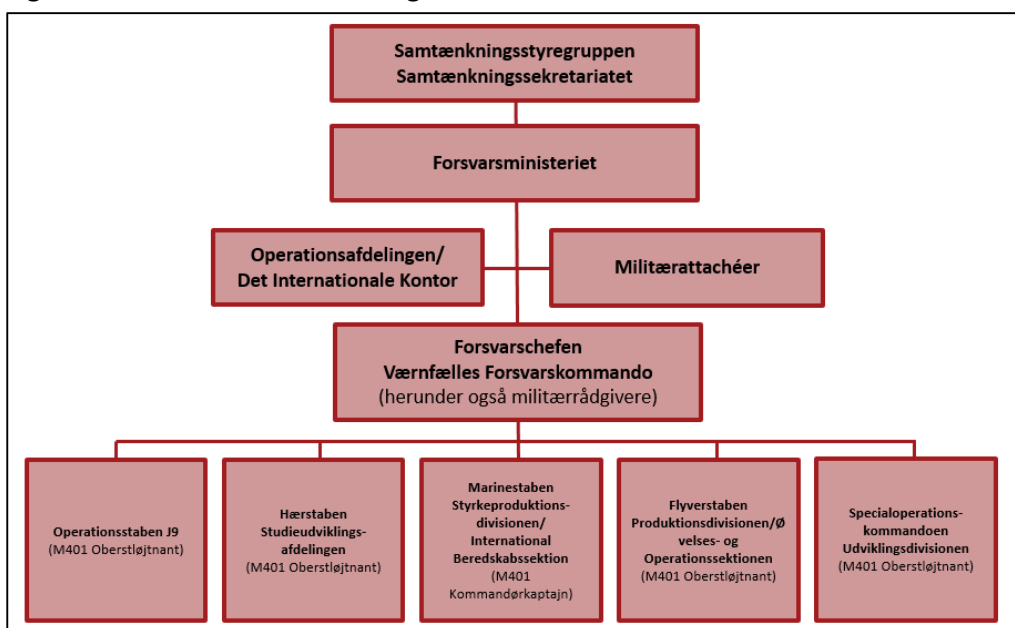 Samtænkningsstyregruppen
Samtænkningssekretariatet
Forsvarsministeriet
Operationsafdelingen/
Det Internationale Kontor
Militærattachéer
Forsvarschefen
Værnfælles Forsvarskommando
(herunder også militærrådgivere)
Operationsstaben J9
(M401 Oberstløjtnant)
Hærstaben
Studieudviklings-
afdelingen
(M401 Oberstløjtnant)
Marinestaben
Styrkeproduktions-
divisionen/
International
Beredskabssektion
(M401
Kommandørkaptajn)
Flyverstaben
Produktionsdivisionen/Ø
velses- og
Operationssektionen
(M401 Oberstløjtnant)
Specialoperations-
kommandoen
Udviklingsdivisionen
(M401 Oberstløjtnant)